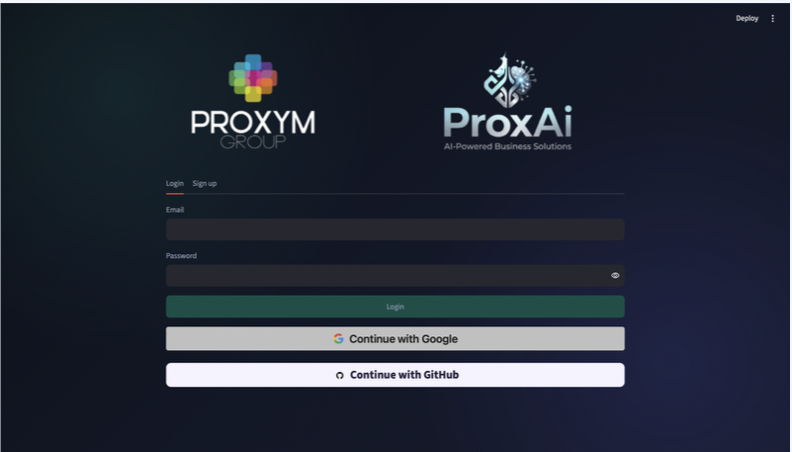 Deploy
PROXYM
GROUP
ProxAi
AI-Powered Business Solutions
Login Sign up
Email
Password
Login
Continue with Google
Continue with GitHub